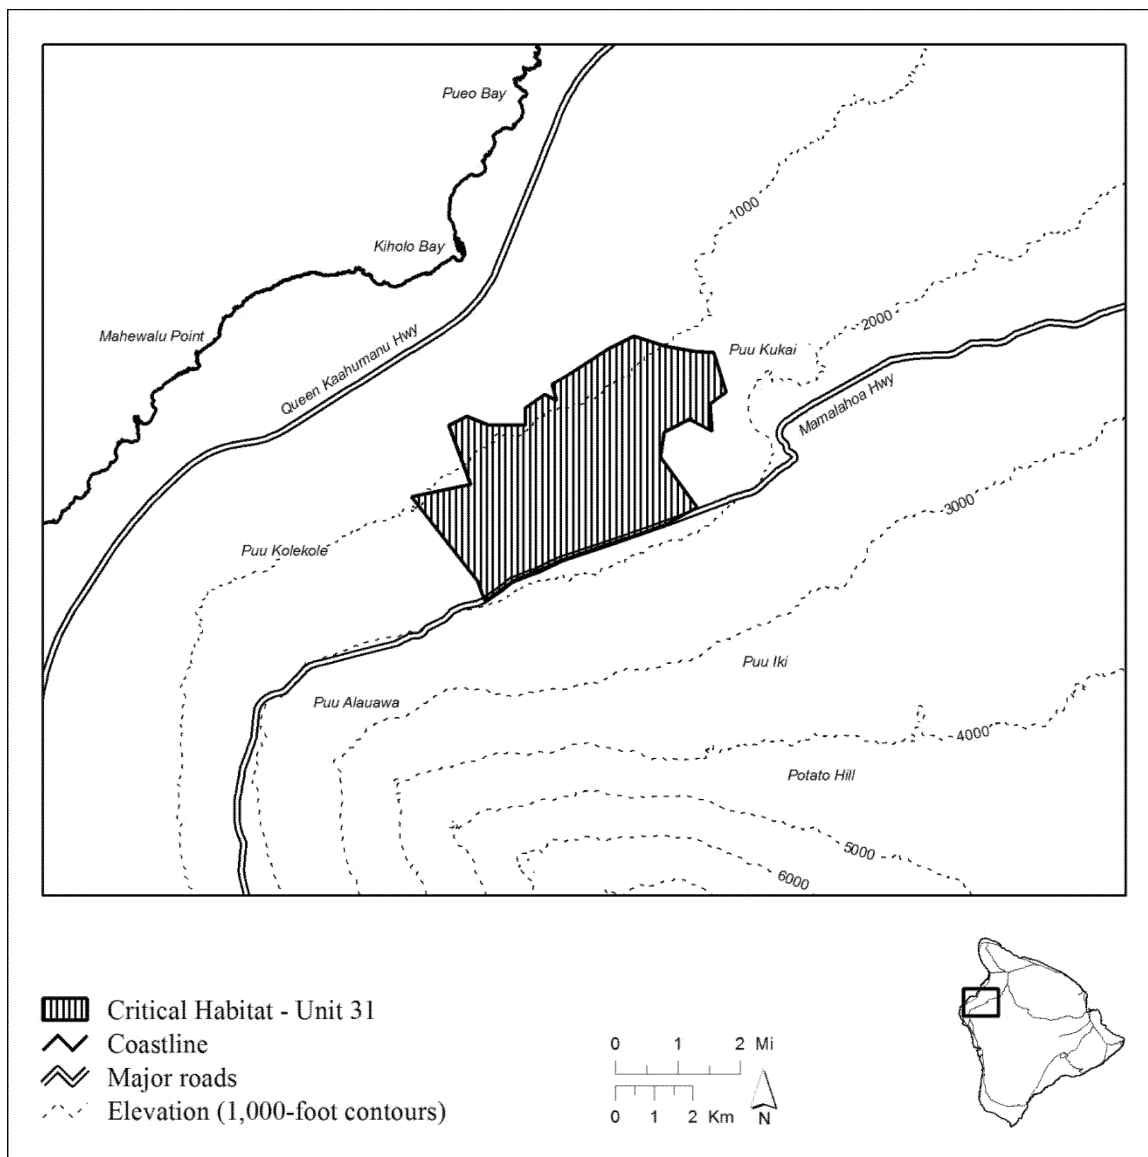 Pueo Bay
1000
Kiholo Bay
2000
Mahewalu Point
Queen Kaahumanu Hwy
Puu Kukai
Mamalahoa Hwy
3000
Puu Kolekole
Puu Iki
Puu Alauawa
4000
Potato Hill
5000
6000
Critical Habitat - Unit 31
Coastline
Major roads
Elevation (1,000-foot contours)
0 1 2 Mi
0 1 2 Km
N